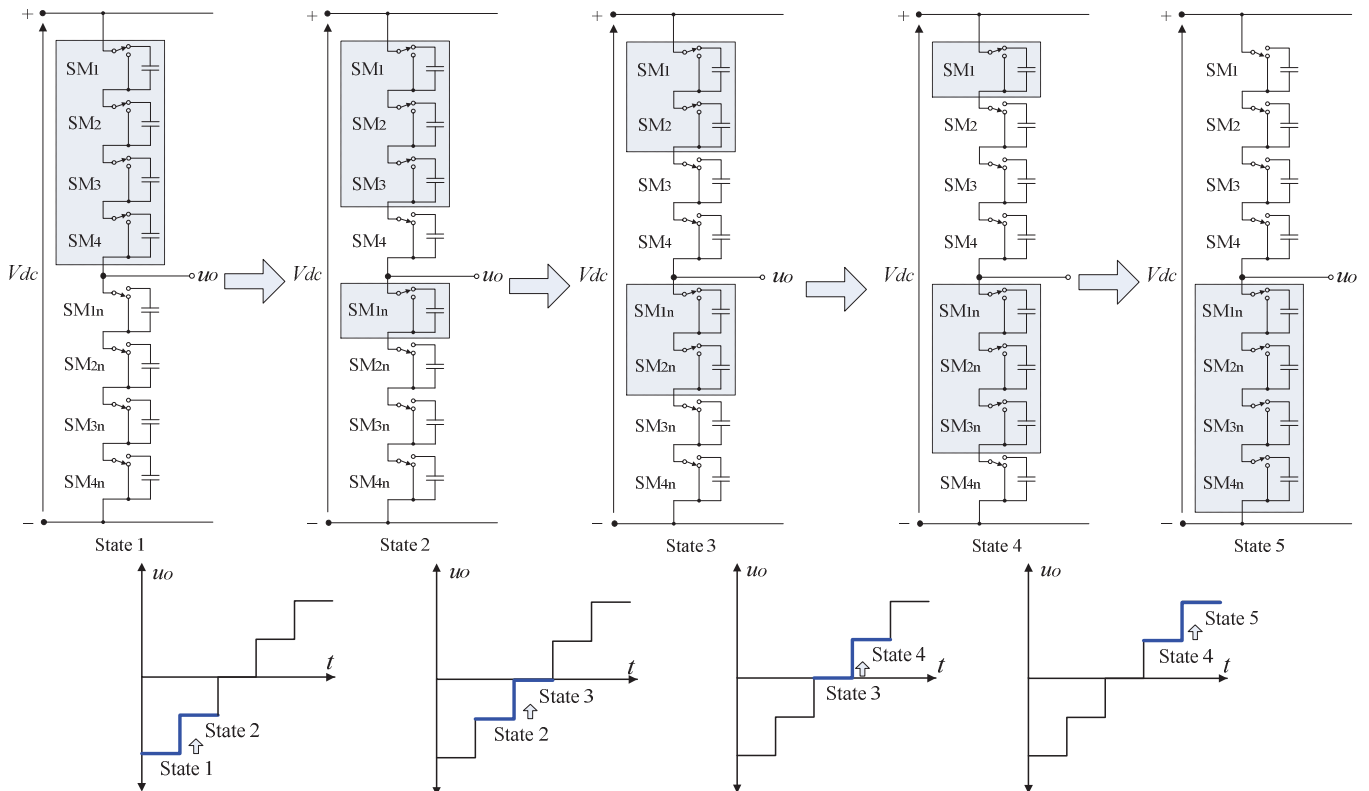 +
SM1
SM2
SM3
SM4
Vdc
uo
SM1n
SM2n
SM3n
SM4n
−
State 1
+
SM1
SM2
SM3
SM4
Vdc
uo
SM1n
SM2n
SM3n
SM4n
−
State 2
+
SM1
SM2
SM3
SM4
Vdc
uo
SM1n
SM2n
SM3n
SM4n
−
State 3
+
SM1
SM2
SM3
SM4
Vdc
SM1n
SM2n
SM3n
SM4n
−
State 4
+
SM1
SM2
SM3
SM4
Vdc
uo
SM1n
SM2n
SM3n
SM4n
−
State 5
uo
t
State 2
State 1
uo
t
State 3
State 2
uo
t
State 4
State 3
uo
t
State 5
State 4